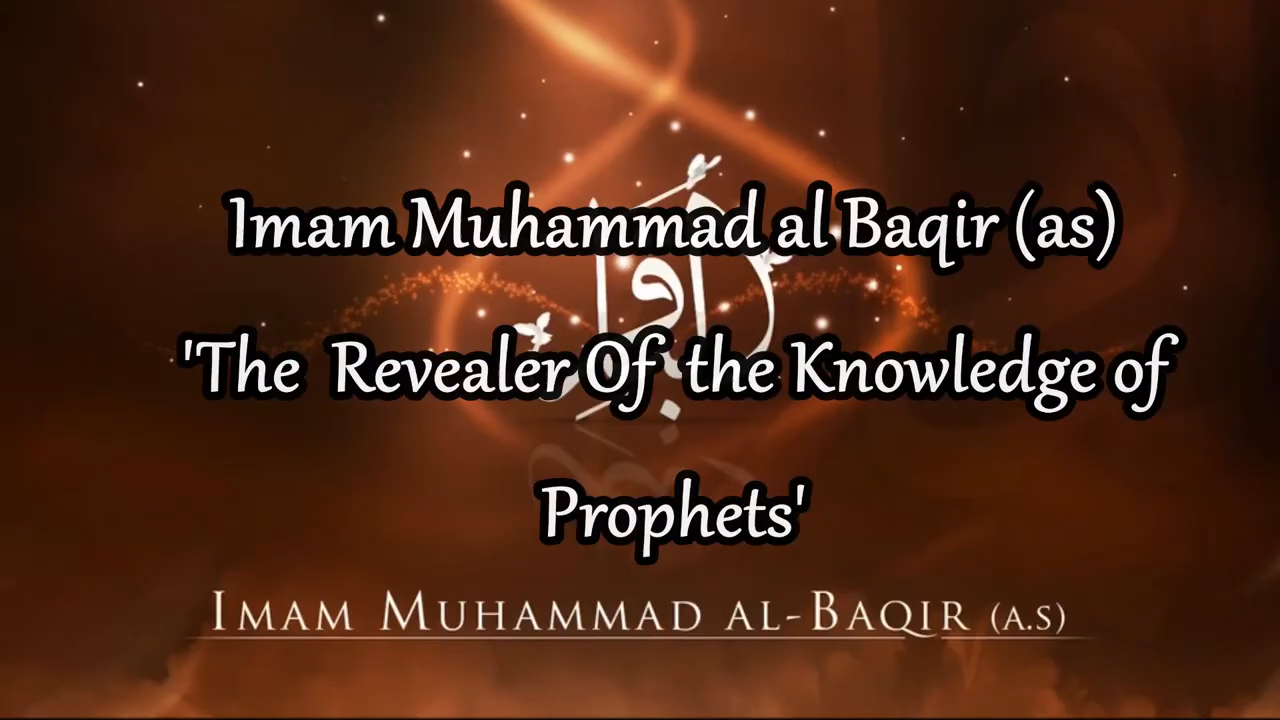 Imam Muhammad al Baqir (as)
'The Revealer Of the Knowledge of
Prophets'
IMAM MUHAMMAD AL-BAQIR (A.S)